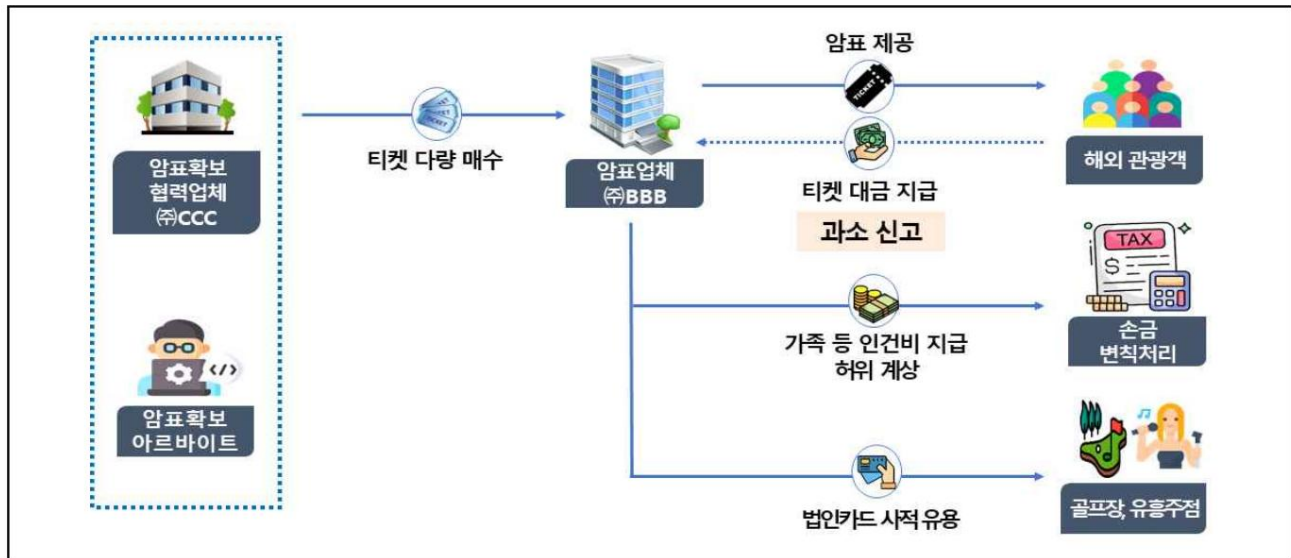 암표확보
협력업체
㈜CCC
암표확보
아르바이트
티켓 다량 매수
암표업체
㈜BBB
암표 제공
TICKET
티켓 대금 지급
과소 신고
해외 관광객
가족 등 인건비 지급
허위 계상
TAX
$
손금
변칙처리
법인카드 사적 유용
골프장, 유흥주점